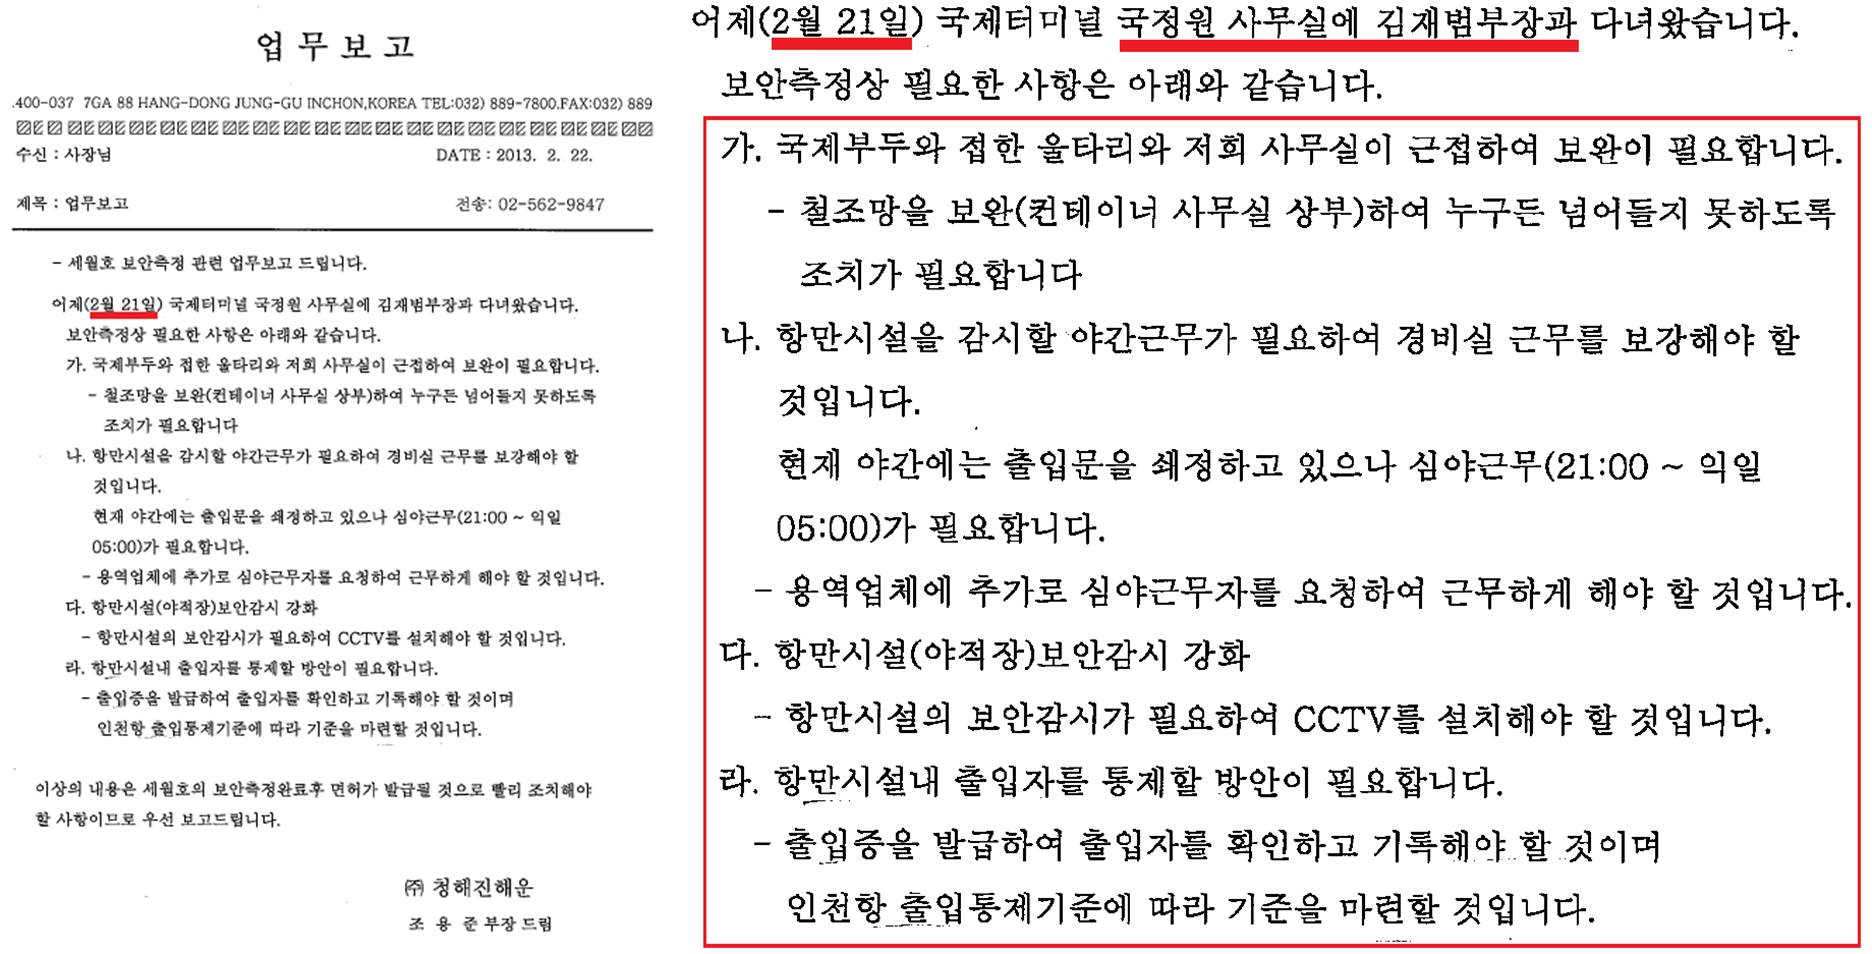 업 무 보 고
.400-037 7GA 88 HANG-DONG JUNG-GU INCHON,KOREA TEL:032) 889-7800.FAX:032) 889
수신 : 사장님 DATE : 2013. 2. 22.
제목 : 업무보고 전송: 02-562-9847
- 세월호 보안측정 관련 업무보고 드립니다.
어제(2월 21일) 국제터미널 국정원 사무실에 김재범부장과 다녀왔습니다.
보안측정상 필요한 사항은 아래와 같습니다.
가. 국제부두와 접한 울타리와 저희 사무실이 근접하여 보완이 필요합니다.
- 철조망을 보완(컨테이너 사무실 상부)하여 누구든 넘어들지 못하도록
조치가 필요합니다
나. 항만시설을 감시할 야간근무가 필요하여 경비실 근무를 보강해야 할
것입니다.
현재 야간에는 출입문을 쇄정하고 있으나 심야근무(21:00 ~ 익일
05:00)가 필요합니다.
- 용역업체에 추가로 심야근무자를 요청하여 근무하게 해야 할 것입니다.
다. 항만시설(야적장)보안감시 강화
- 항만시설의 보안감시가 필요하여 CCTV를 설치해야 할 것입니다.
라. 항만시설내 출입자를 통제할 방안이 필요합니다.
- 출입증을 발급하여 출입자를 확인하고 기록해야 할 것이며
인천항 출입통제기준에 따라 기준을 마련할 것입니다.
이상의 내용은 세월호의 보안측정완료후 면허가 발급될 것으로 빨리 조치해야
할 사항이므로 우선 보고드립니다.
㈜ 청해진해운
조 용 준 부장 드림
어제(2월 21일) 국제터미널 국정원 사무실에 김재범부장과 다녀왔습니다.
보안측정상 필요한 사항은 아래와 같습니다.
가. 국제부두와 접한 울타리와 저희 사무실이 근접하여 보완이 필요합니다.
- 철조망을 보완(컨테이너 사무실 상부)하여 누구든 넘어들지 못하도록
조치가 필요합니다
나. 항만시설을 감시할 야간근무가 필요하여 경비실 근무를 보강해야 할
것입니다.
현재 야간에는 출입문을 쇄정하고 있으나 심야근무(21:00 ~ 익일
05:00)가 필요합니다.
- 용역업체에 추가로 심야근무자를 요청하여 근무하게 해야 할 것입니다.
다. 항만시설(야적장)보안감시 강화
- 항만시설의 보안감시가 필요하여 CCTV를 설치해야 할 것입니다.
라. 항만시설내 출입자를 통제할 방안이 필요합니다.
- 출입증을 발급하여 출입자를 확인하고 기록해야 할 것이며
인천항 출입통제기준에 따라 기준을 마련할 것입니다.